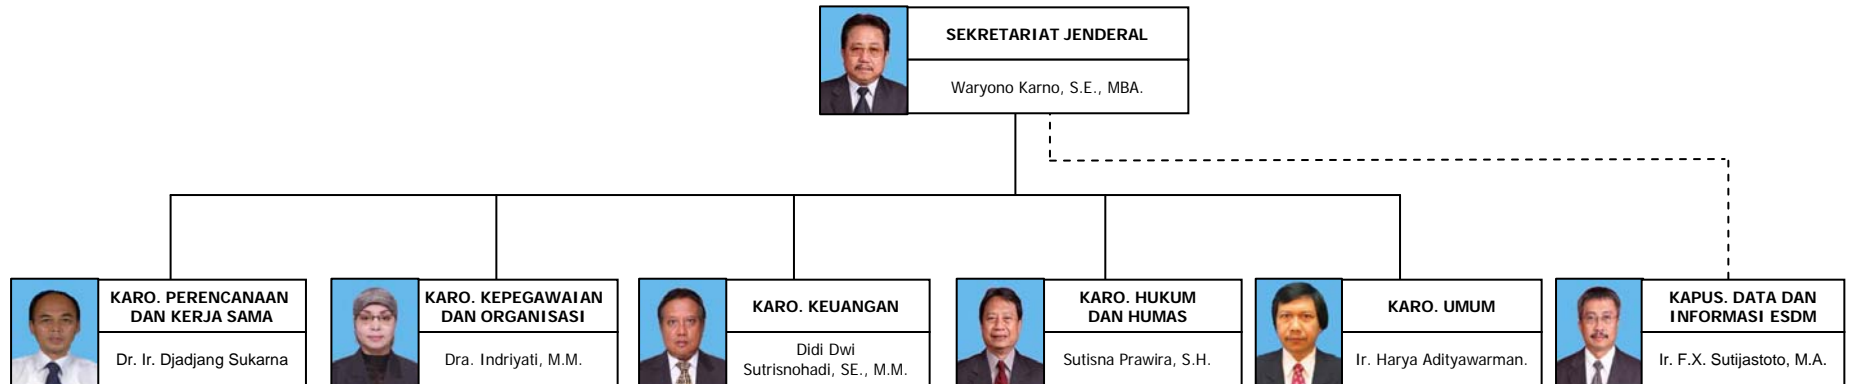 SEKRETARIAT JENDERAL
Waryono Karno, S.E., MBA.
KARO. PERENCANAAN
DAN KERJA SAMA
Dr. Ir. Djadjang Sukarna
KARO. KEPEGAWAIAN
DAN ORGANISASI
Dra. Indriyati, M.M.
KARO. KEUANGAN
Didi Dwi
Sutrisnohadi, SE., M.M.
KARO. HUKUM
DAN HUMAS
Sutisna Prawira, S.H.
KARO. UMUM
Ir. Harya Adityawarman.
KAPUS. DATA DAN
INFORMASI ESDM
Ir. F.X. Sutijastoto, M.A.